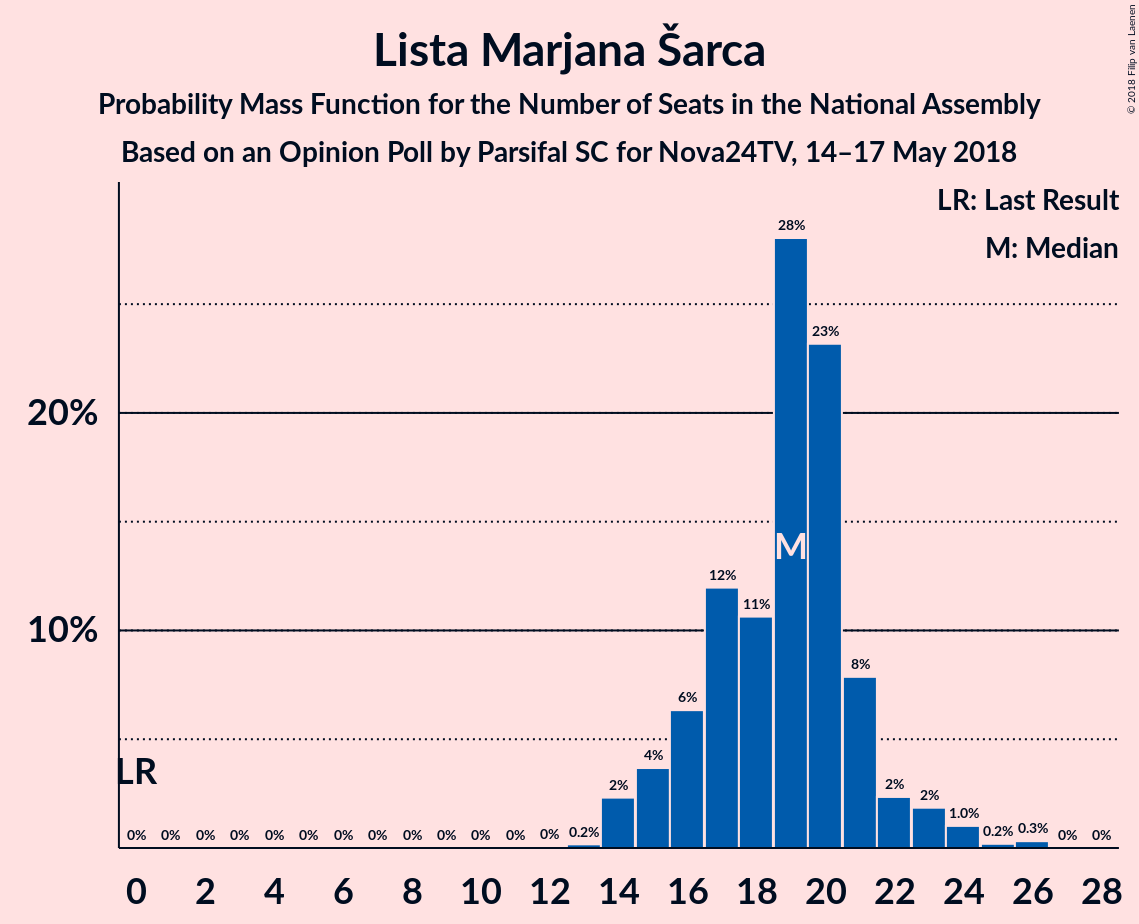 Lista Marjana Šarca
Probability Mass Function for the Number of Seats in the National Assembly
Based on an Opinion Poll by Parsifal SC for Nova24TV, 14–17 May 2018
© 2018 Filip van Laenen
LR: Last Result
M: Median
28%
23%
20%
M
12%
11%
10%
8%
6%
4%
LR
2%
2%
2%
1.0%
0% 0% 0% 0% 0% 0% 0% 0% 0% 0% 0% 0% 0% 0.2% 0.2% 0.3% 0% 0%
0 2 4 6 8 10 12 14 16 18 20 22 24 26 28